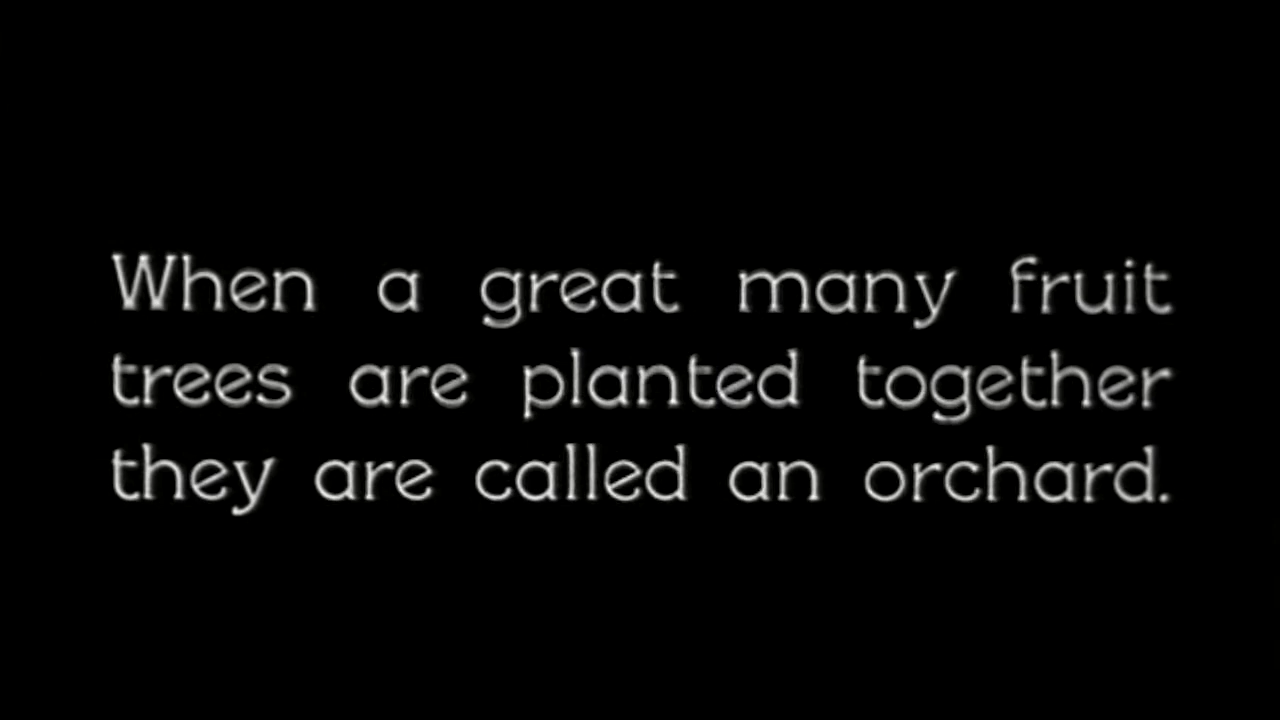 When a great many fruit
trees are planted together
they are called an orchard.